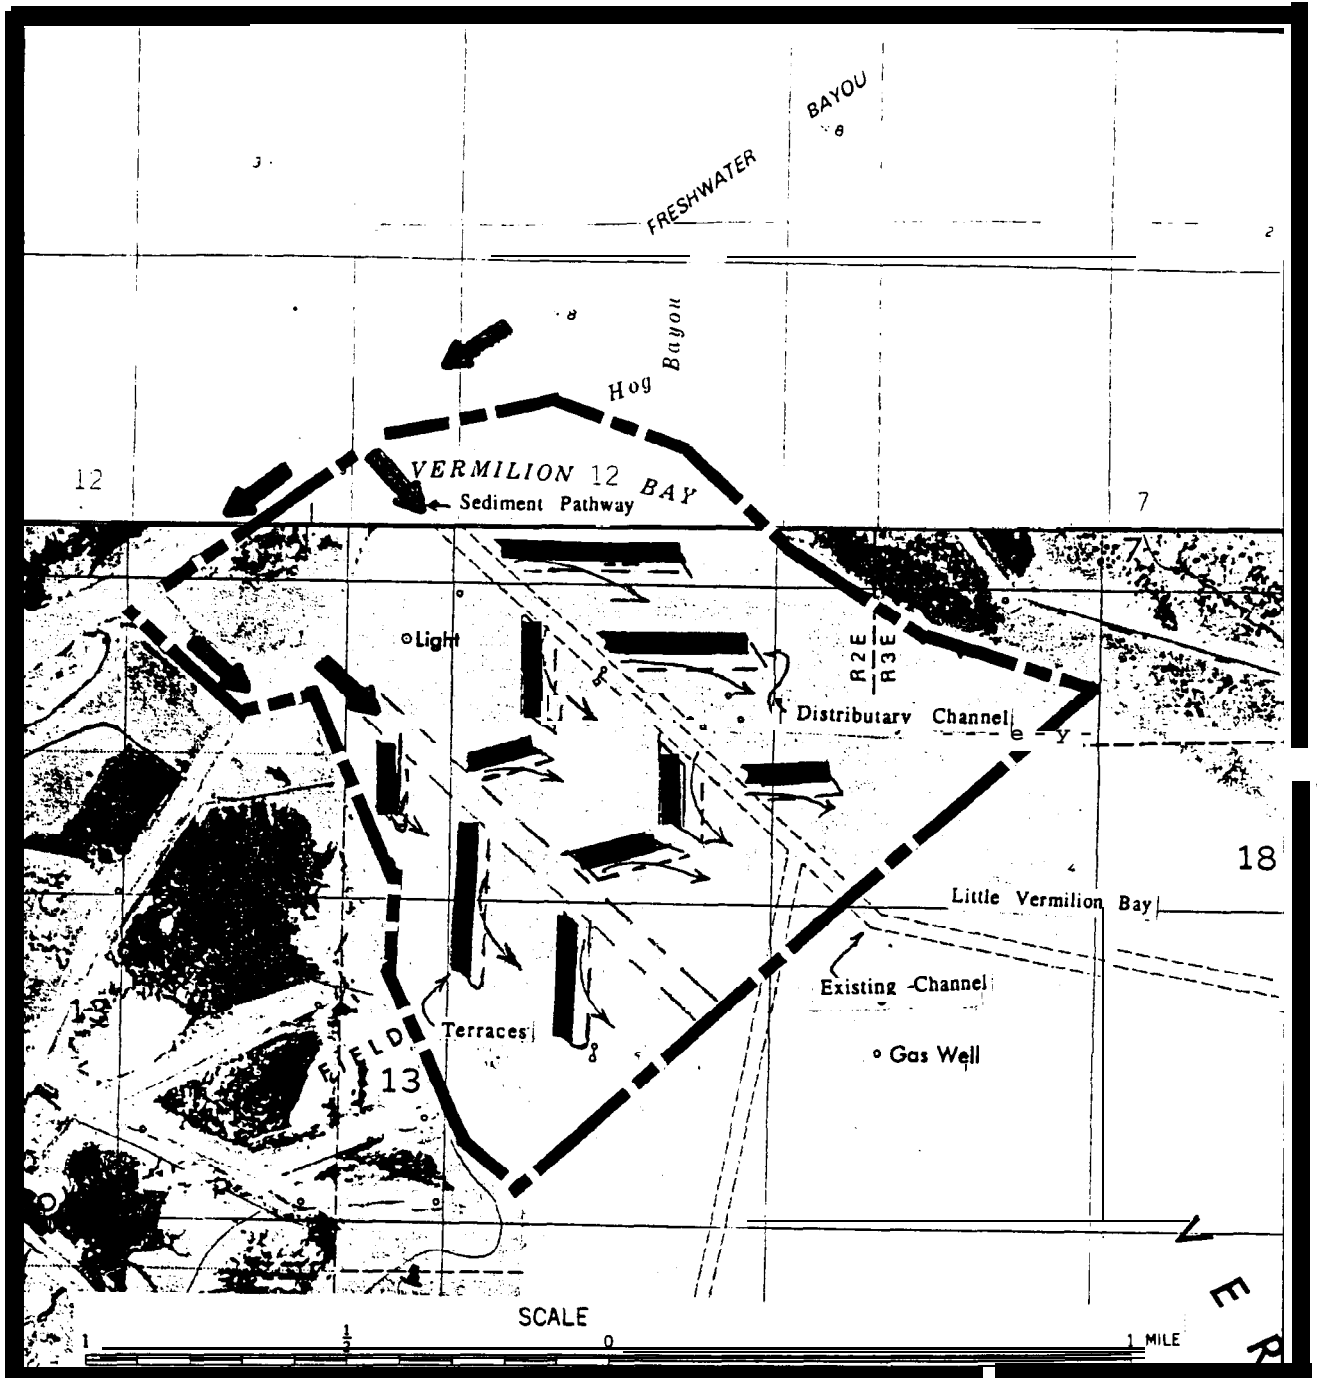 BAYOU
8
3
FRESHWATER
2
8
Bayou
Hog
12
VERMILION 12 BAY
7
Sediment Pathway
7
Light
R2E
R3E
Distributary Channel
e y
18
Little Vermilion Bay
Existing Channel
Terraces
FIELD
Gas Well
13
V
E
R
SCALE
1 1/2 0 1 MILE